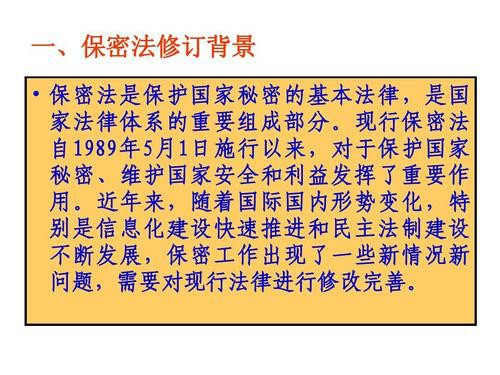 一、保密法修订背景
• 保密法是保护国家秘密的基本法律，是国
家法律体系的重要组成部分。现行保密法
自1989年5月1日施行以来，对于保护国家
秘密、维护国家安全和利益发挥了重要作
用。近年来，随着国际国内形势变化，特
别是信息化建设快速推进和民主法制建设
不断发展，保密工作出现了一些新情况新
问题，需要对现行法律进行修改完善。